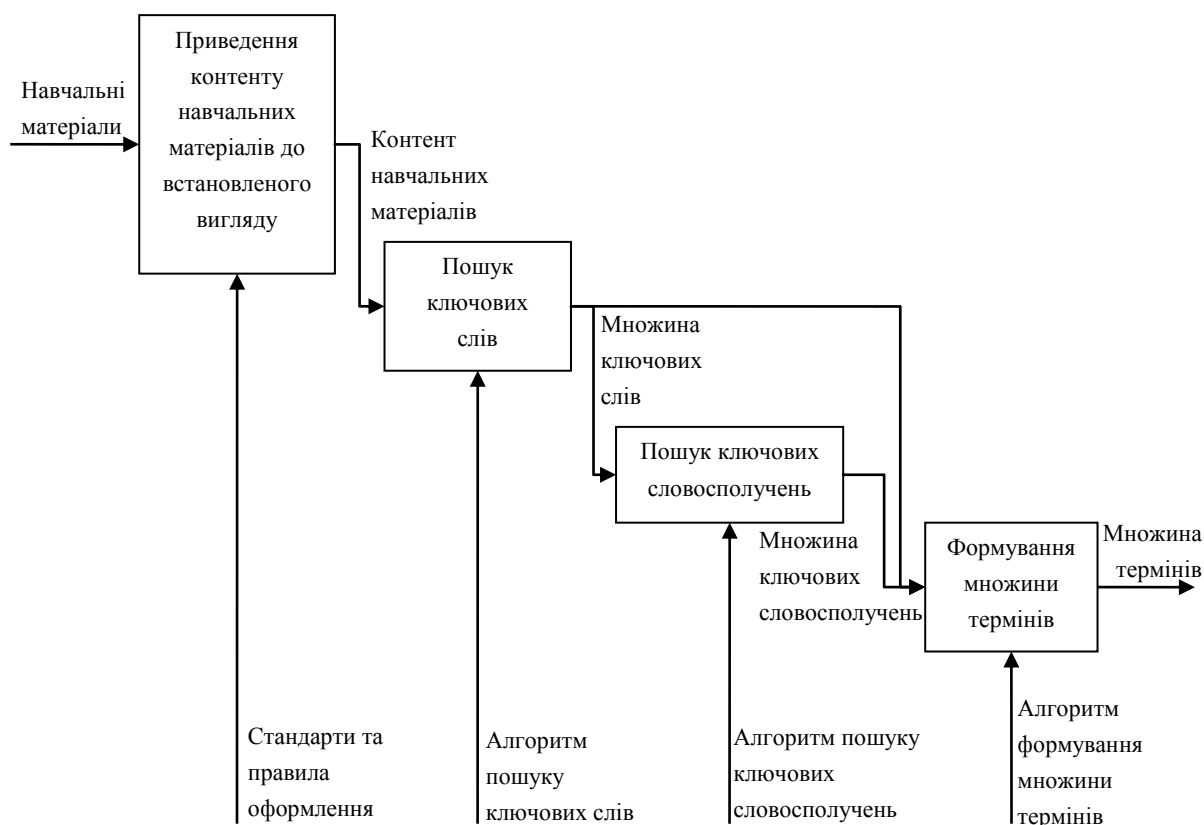 Приведення
контенту
навчальних
матеріалів до
встановленого
вигляду
Навчальні
матеріали
Контент
навчальних
матеріалів
Пошук
ключових
слів
Множина
ключових
слів
Пошук ключових
словосполучень
Множина
ключових
словосполучень
Формування
множини
термінів
Множина
термінів
Стандарти та
правила
оформлення
Алгоритм
пошуку
ключових слів
Алгоритм пошуку
ключових
словосполучень
Алгоритм
формування
множини
термінів